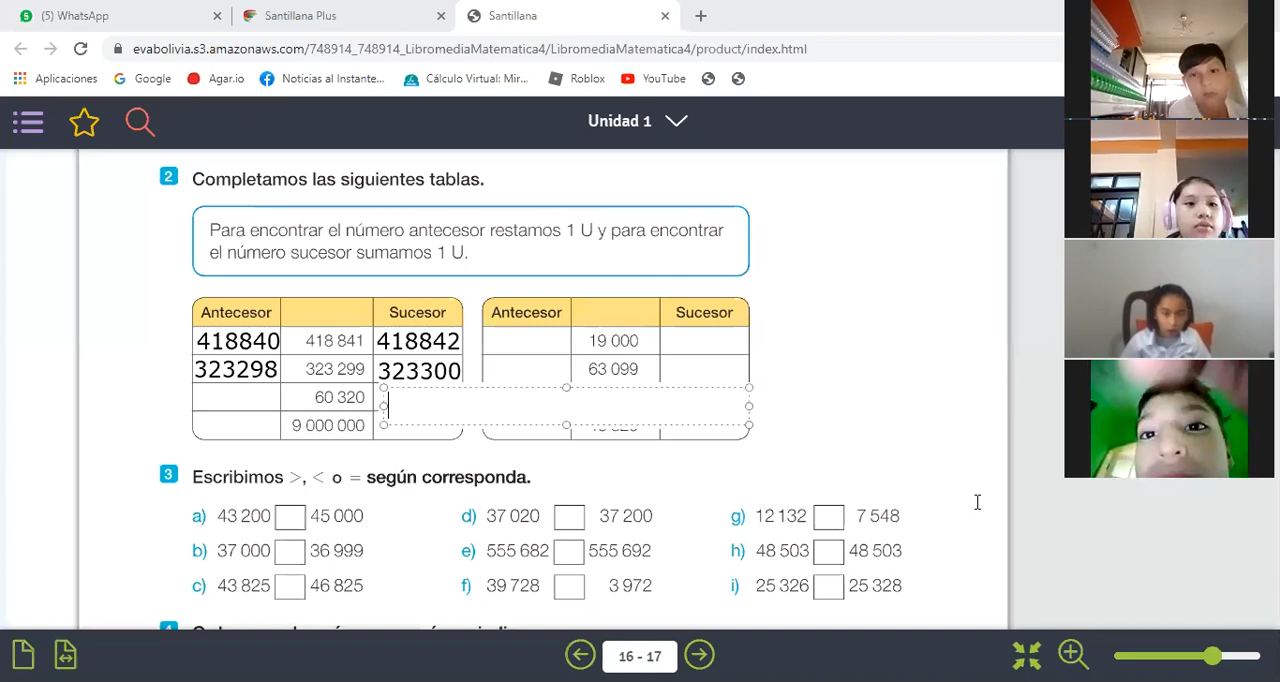 (5) WhatsApp
Santillana Plus
Santillana
evabolivia.s3.amazonaws.com/748914_748914_LibromediaMatematica4/LibromediaMatematica4/product/index.html
Aplicaciones Google Agar.io Noticias al Instante... Cálculo Virtual: Mir... Roblox YouTube
Unidad 1
2 Completamos las siguientes tablas.
Para encontrar el número antecesor restamos 1 U y para encontrar
el número sucesor sumamos 1 U.
Antecesor Sucesor Antecesor Sucesor
418840 418 841 418842 19 000
323298 323 299 323300 63 099
60 320
9 000 000
3 Escribimos >, < o = según corresponda.
a) 43 200 45 000 d) 37 020 37 200 g) 12 132 7 548
b) 37 000 36 999 e) 555 682 555 692 h) 48 503 48 503
c) 43 825 46 825 f) 39 728 3 972 i) 25 326 25 328
16 - 17